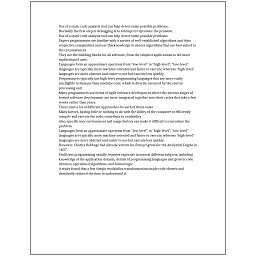 Use of a static code analysis tool can help detect some possible problems.
Normally the first step in debugging is to attempt to reproduce the problem.
Use of a static code analysis tool can help detect some possible problems.
Expert programmers are familiar with a variety of well-established algorithms and their
respective complexities and use this knowledge to choose algorithms that are best suited to
the circumstances.
They are the building blocks for all software, from the simplest applications to the most
sophisticated ones.
Languages form an approximate spectrum from "low-level" to "high-level"; "low-level"
languages are typically more machine-oriented and faster to execute, whereas "high-level"
languages are more abstract and easier to use but execute less quickly.
Programmers typically use high-level programming languages that are more easily
intelligible to humans than machine code, which is directly executed by the central
processing unit.
Many programmers use forms of Agile software development where the various stages of
formal software development are more integrated together into short cycles that take a few
weeks rather than years.
There exist a lot of different approaches for each of those tasks.
Many factors, having little or nothing to do with the ability of the computer to efficiently
compile and execute the code, contribute to readability.
Also, specific user environment and usage history can make it difficult to reproduce the
problem.
Languages form an approximate spectrum from "low-level" to "high-level"; "low-level"
languages are typically more machine-oriented and faster to execute, whereas "high-level"
languages are more abstract and easier to use but execute less quickly.
However, Charles Babbage had already written his first program for the Analytical Engine in
1837.
Proficient programming usually requires expertise in several different subjects, including
knowledge of the application domain, details of programming languages and generic code
libraries, specialized algorithms, and formal logic.
A study found that a few simple readability transformations made code shorter and
drastically reduced the time to understand it.